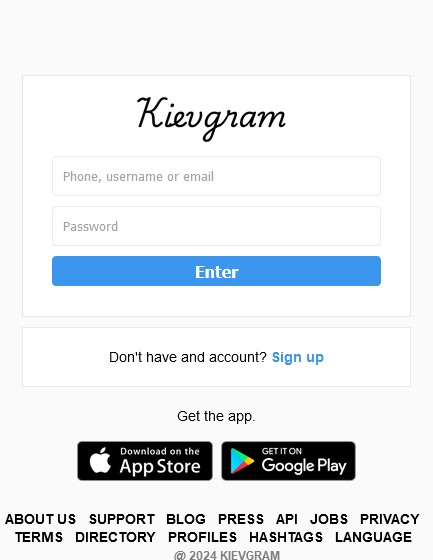 Kievgram
Phone, username or email
Password
Enter
Don't have and account? Sign up
Get the app.
Download on the
App Store
GET IT ON
Google Play
ABOUT US SUPPORT BLOG PRESS API JOBS PRIVACY
TERMS DIRECTORY PROFILES HASHTAGS LANGUAGE
@ 2024 KIEVGRAM